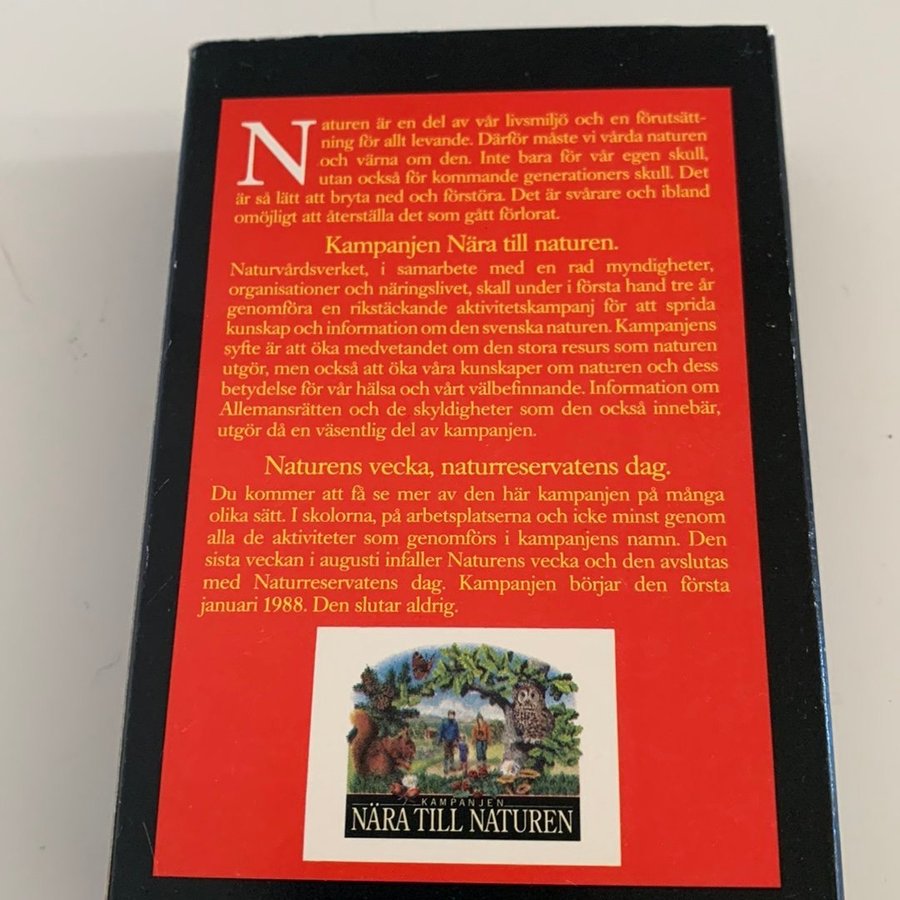 Naturen är en del av vår livsmiljö och en förutsätt-
ning för allt levande. Därför måste vi vårda naturen
och värna om den. Inte bara för vår egen skull,
utan också för kommande generationers skull. Det
är så lätt att bryta ned och förstöra. Det är svårare och ibland
omöjligt att återställa det som gått förlorat.
Kampanjen Nära till naturen.
Naturvårdsverket, i samarbete med en rad myndigheter,
organisationer och näringslivet, skall under i första hand tre år
genomföra en rikstäckande aktivitetskampanj för att sprida
kunskap och information om den svenska naturen. Kampanjens
syfte är att öka medvetandet om den stora resurs som naturen
utgör, men också att öka våra kunskaper om naturen och dess
betydelse för vår hälsa och vårt välbefinnande. Information om
Allemansrätten och de skyldigheter som den också innebär,
utgör då en väsentlig del av kampanjen.
Naturens vecka, naturreservatens dag.
Du kommer att få se mer av den här kampanjen på många
olika sätt. I skolorna, på arbetsplatserna och icke minst genom
alla de aktiviteter som genomförs i kampanjens namn. Den
sista veckan i augusti infaller Naturens vecka och den avslutas
med Naturreservatens dag. Kampanjen börjar den första
januari 1988. Den slutar aldrig.
KAMPANJEN
NÄRA TILL NATUREN